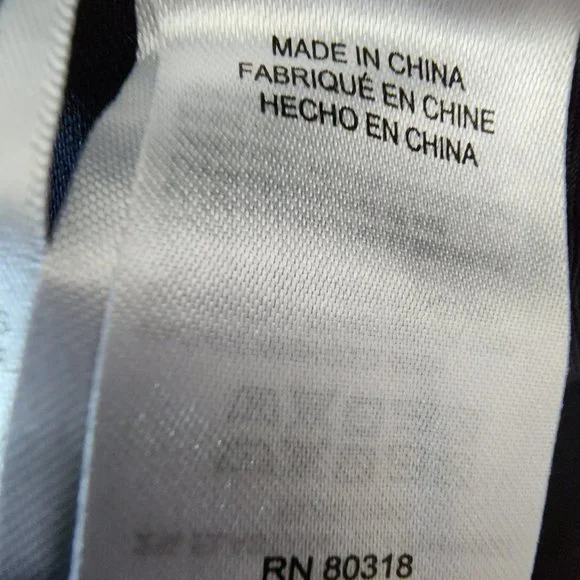 MADE IN CHINA
FABRIQUÉ EN CHINE
HECHO EN CHINA
RN 80318